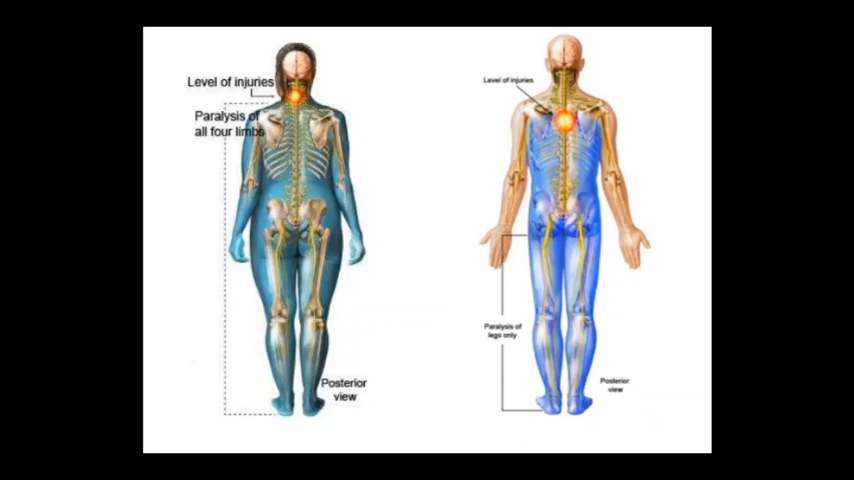 Level of injuries
Paralysis of
all four limbs
Posterior
view
Level of injuries
Paralysis of
legs only
Posterior
view